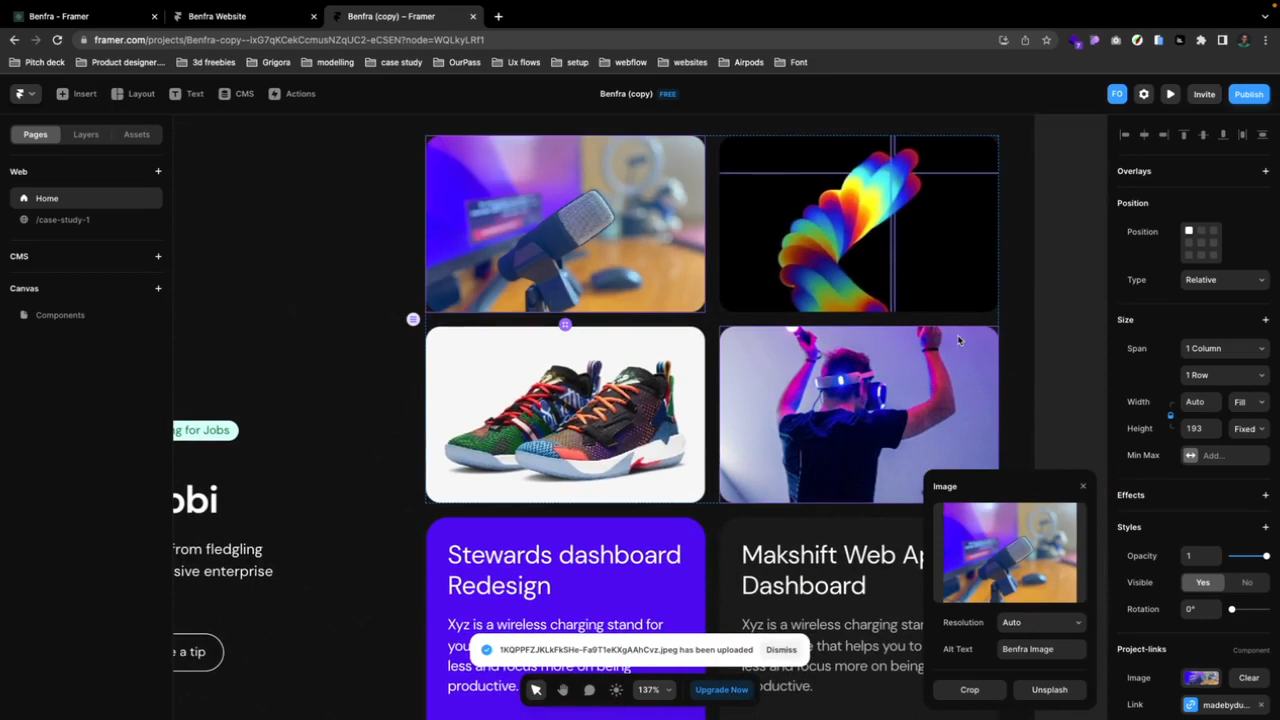 Benfra - Framer
Benfra Website
Benfra (copy) – Framer
framer.com/projects/Benfra-copy--IxG7qKCekCcmusNZqUC2-eCSEN?node=WQLkyLRf1
Pitch deck
Product designer....
3d freebies
Grigora
modelling
case study
OurPass
Ux flows
setup
webflow
websites
Airpods
Font
Insert
Layout
Text
CMS
Actions
Benfra (copy) FREE
FO
Invite
Publish
Pages
Layers
Assets
Web
Home
/case-study-1
CMS
Canvas
Components
ng for Jobs
obi
from fledgling
sive enterprise
e a tip
Stewards dashboard
Redesign
Xyz is a wireless charging stand for
you
less and focus more on being
productive.
Makshift Web Ap
Dashboard
Xyz is a wireless charging stand
that helps you to
less and focus more on being
productive.
1KQPPFZJKLkFkSHe-Fa9T1eKXgAAhCvz.jpeg has been uploaded
Dismiss
137%
Upgrade Now
Image
Resolution
Auto
Alt Text
Benfra Image
Crop
Unsplash
Overlays
Position
Position
Type
Relative
Size
Span
1 Column
1 Row
Width
Auto
Fill
Height
193
Fixed
Min Max
Add...
Effects
Styles
Opacity
1
Visible
Yes
No
Rotation
0°
Project-links
Component
Image
Clear
Link
madebydu...